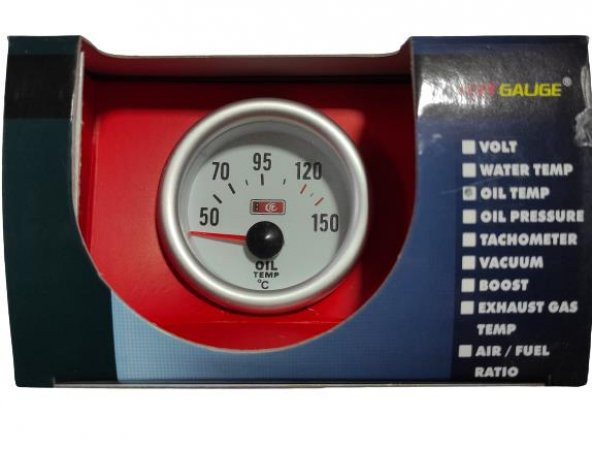 GAUGE®
VOLT
WATER TEMP
OIL TEMP
OIL PRESSURE
TACHOMETER
VACUUM
BOOST
EXHAUST GAS
TEMP
AIR / FUEL
RATIO
50 70 95 120 150
OIL
TEMP
°C